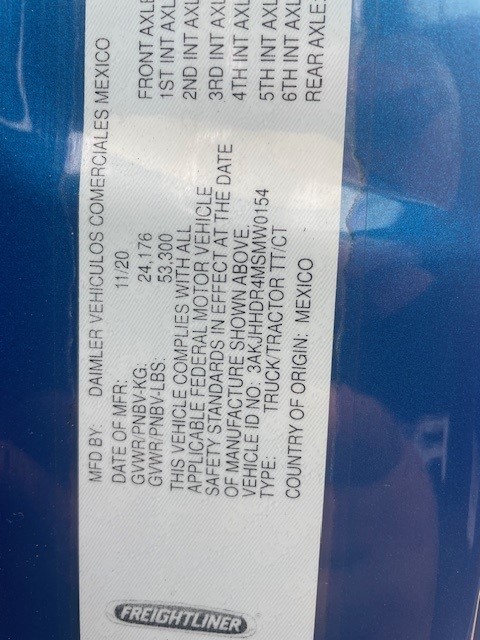 FREIGHTLINER
MFD BY: DAIMLER VEHICULOS COMERCIALES MEXICO
DATE OF MFR: 11/20
GVWR/PNBV-KG: 24,176
GVWR/PNBV-LBS: 53,300
THIS VEHICLE COMPLIES WITH ALL
APPLICABLE FEDERAL MOTOR VEHICLE
SAFETY STANDARDS IN EFFECT AT THE DATE
OF MANUFACTURE SHOWN ABOVE.
VEHICLE ID NO: 3AKJHHDR4MSMW0154
TYPE: TRUCK/TRACTOR TT/CT
COUNTRY OF ORIGIN: MEXICO
FRONT AXLE
1ST INT AXL
2ND INT AXL
3RD INT AXL
4TH INT AXL
5TH INT AXL
6TH INT AXL
REAR AXLE: